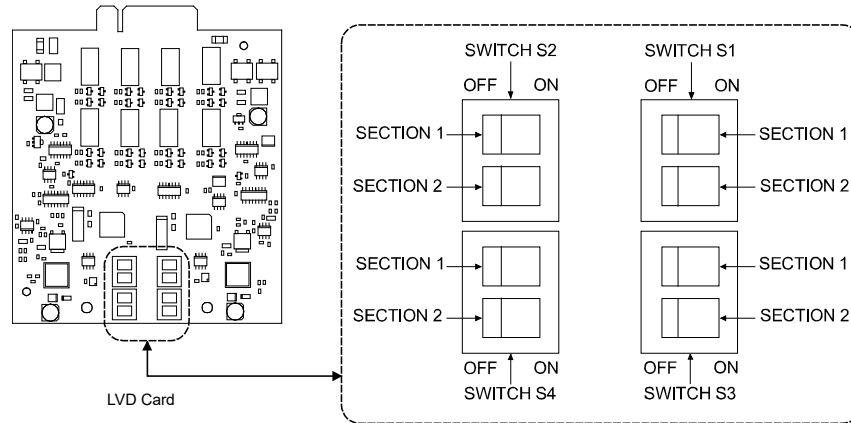 SWITCH S2 SWITCH S1
OFF ON OFF ON
SECTION 1 SECTION 1
SECTION 2 SECTION 2
SECTION 1 SECTION 1
SECTION 2 SECTION 2
OFF ON OFF ON
SWITCH S4 SWITCH S3
LVD Card